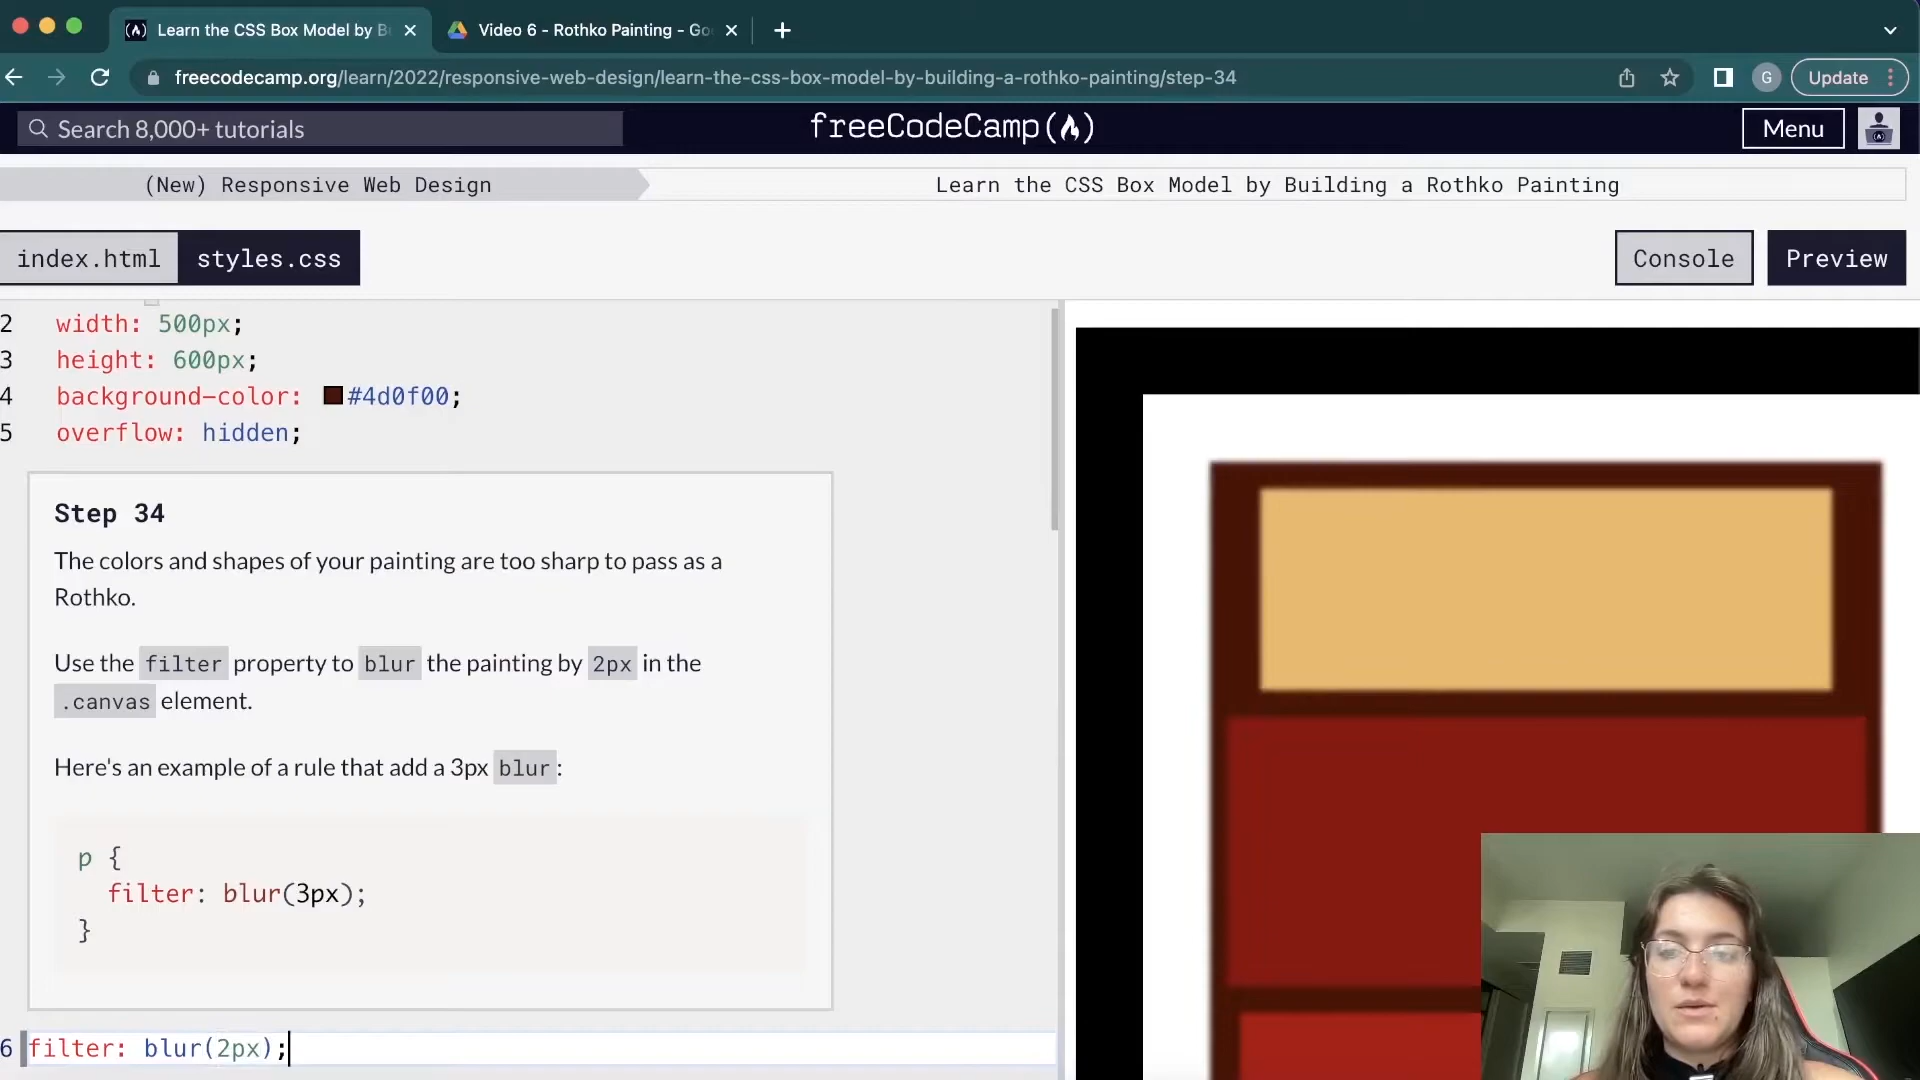 Learn the CSS Box Model by B
Video 6 - Rothko Painting - Go
freecodecamp.org/learn/2022/responsive-web-design/learn-the-css-box-model-by-building-a-rothko-painting/step-34
G
Update
Search 8,000+ tutorials
freeCodeCamp
Menu
(New) Responsive Web Design
Learn the CSS Box Model by Building a Rothko Painting
index.html
styles.css
Console
Preview
2 width: 500px;
3 height: 600px;
4 background-color: #4d0f00;
5 overflow: hidden;
Step 34
The colors and shapes of your painting are too sharp to pass as a
Rothko.
Use the filter property to blur the painting by 2px in the
.canvas element.
Here's an example of a rule that add a 3px blur:
p {
filter: blur(3px);
}
6 filter: blur(2px);